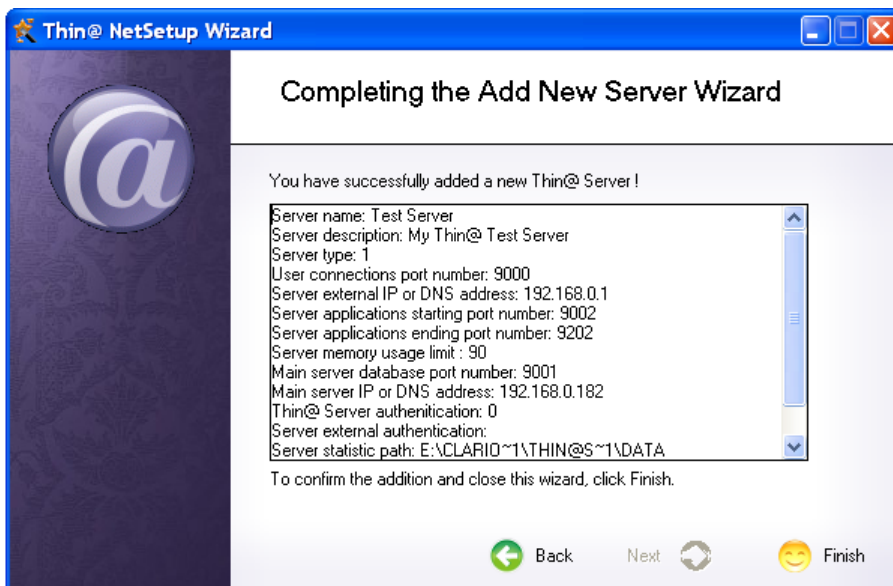 Thin@ NetSetup Wizard
Completing the Add New Server Wizard
You have successfully added a new Thin@ Server !
Server name: Test Server
Server description: My Thin@ Test Server
Server type: 1
User connections port number: 9000
Server external IP or DNS address: 192.168.0.1
Server applications starting port number: 9002
Server applications ending port number: 9202
Server memory usage limit : 90
Main server database port number: 9001
Main server IP or DNS address: 192.168.0.182
Thin@ Server authenitication: 0
Server external authentication:
Server statistic path: E:\CLARIO~1\THIN@S~1\DATA
To confirm the addition and close this wizard, click Finish.
Back Next Finish